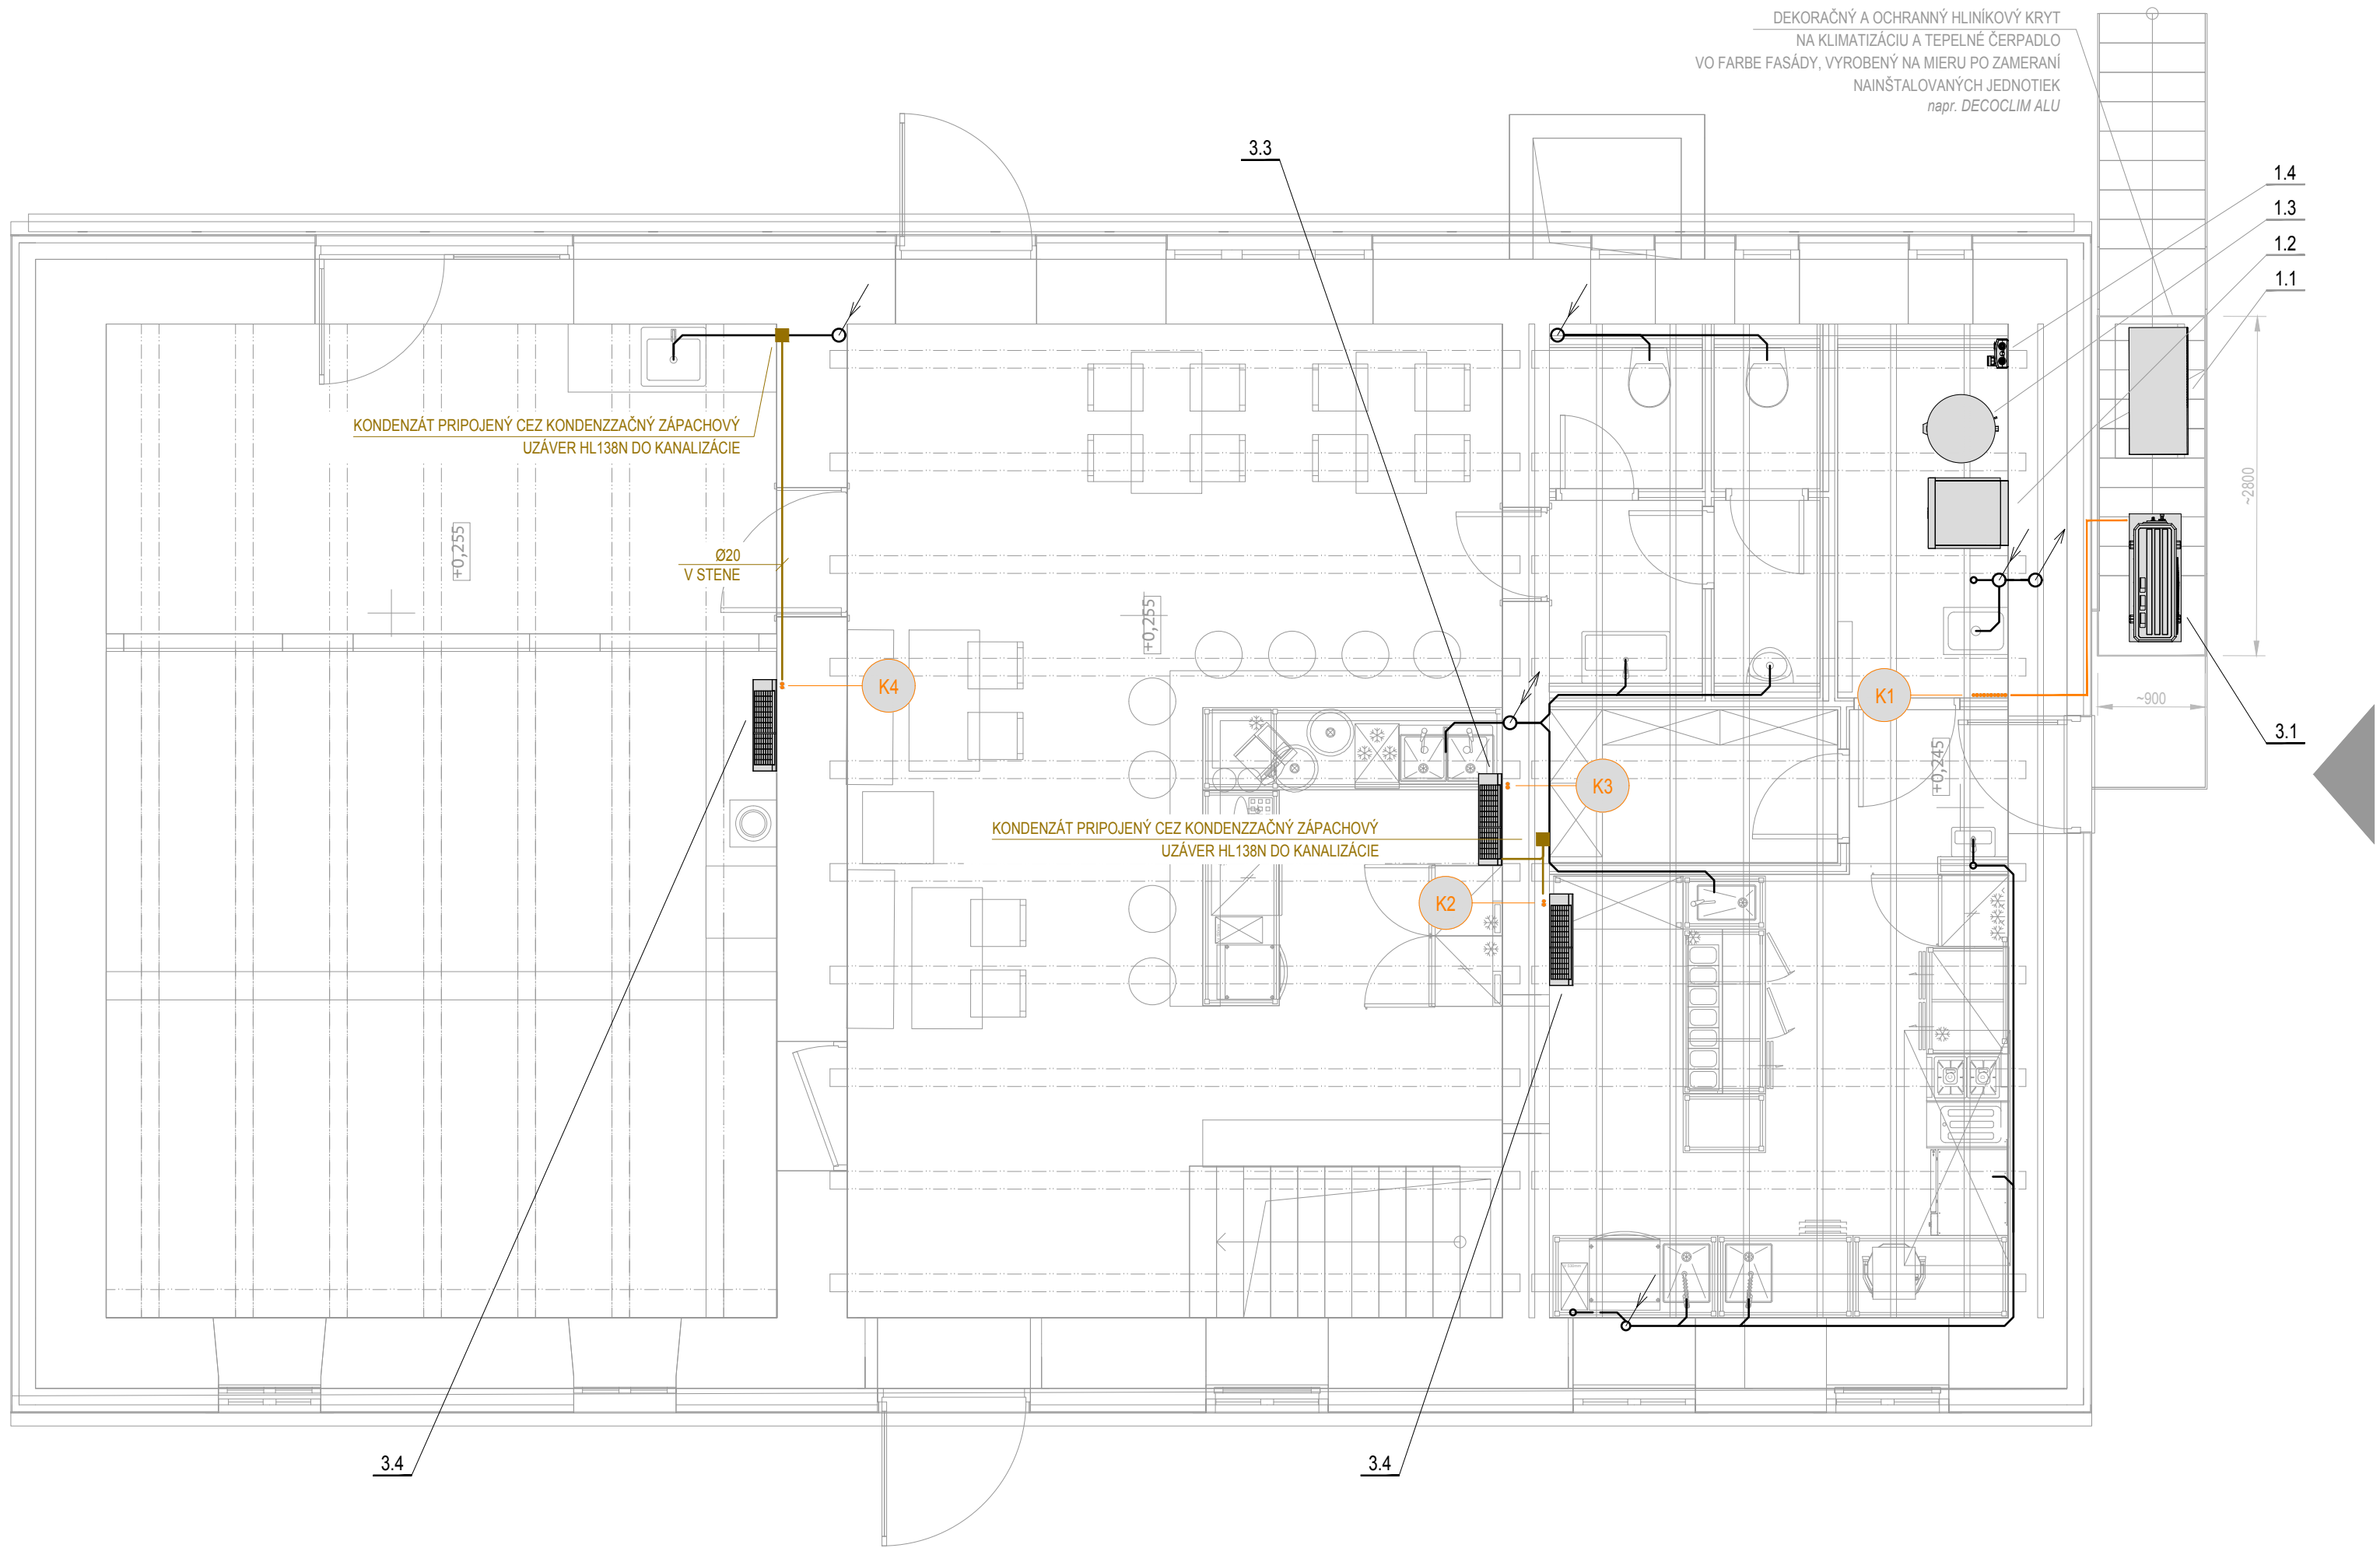 DEKORAČNÝ A OCHRANNÝ HLINÍKOVÝ KRYT
NA KLIMATIZÁCIU A TEPELNÉ ČERPADLO
VO FARBE FASÁDY, VYROBENÝ NA MIERU PO ZAMERANÍ
NAINŠTALOVANÝCH JEDNOTIEK
napr. DECOCLIM ALU
3.3
1.4
1.3
1.2
1.1
KONDENZÁT PRIPOJENÝ CEZ KONDENZZAČNÝ ZÁPACHOVÝ
UZÁVER HL138N DO KANALIZÁCIE
~2800
+0,255
Ø20
V STENE
+0,255
K4
K1
~900
3.1
+0,245
K3
KONDENZÁT PRIPOJENÝ CEZ KONDENZZAČNÝ ZÁPACHOVÝ
UZÁVER HL138N DO KANALIZÁCIE
K2
3.4
3.4